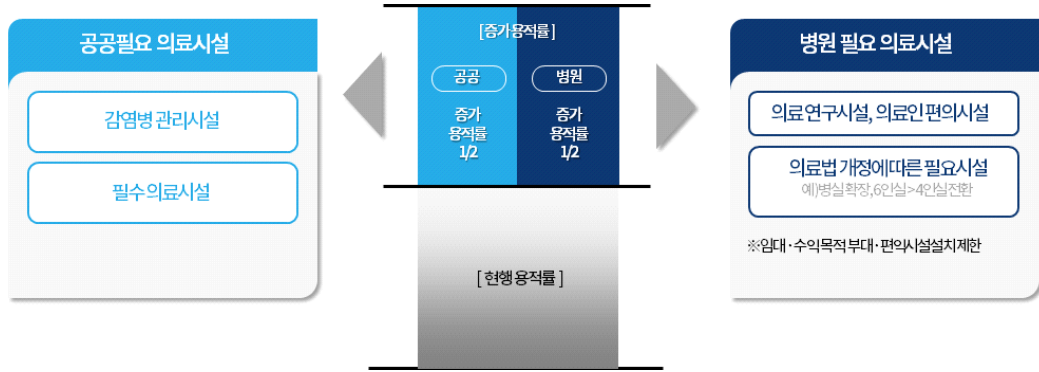 공공필요 의료시설
감염병 관리시설
필수의료시설
[증가용적률]
공공
증가
용적률
1/2
병원
증가
용적률
1/2
[ 현행 용적률 ]
병원 필요 의료시설
의료 연구시설, 의료인 편의시설
의료법 개정에 따른 필요시설
예)병실 확장,6인실>4인실전환
※임대·수익목적 부대·편익시설설치 제한